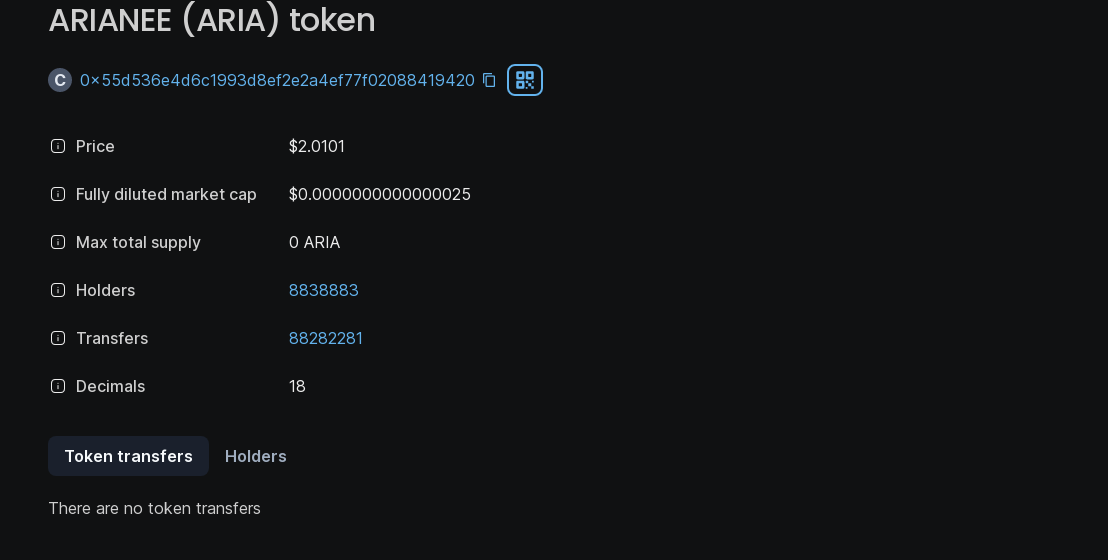 ARIANEE (ARIA) token
C 0x55d536e4d6c1993d8ef2e2a4ef77f02088419420
Price $2.0101
Fully diluted market cap $0.0000000000000025
Max total supply 0 ARIA
Holders 8838883
Transfers 88282281
Decimals 18
Token transfers Holders
There are no token transfers